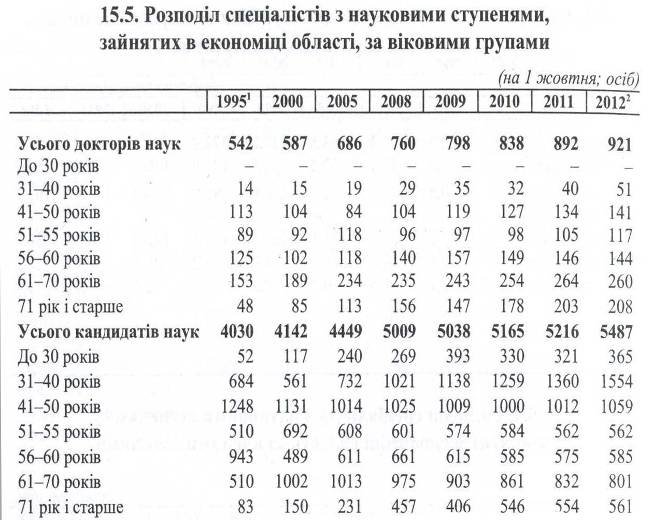 15.5. Розподіл спеціалістів з науковими ступенями,
зайнятих в економіці області, за віковими групами
(на 1 жовтня; осіб)
1995¹ 2000 2005 2008 2009 2010 2011 2012²
Усього докторів наук 542 587 686 760 798 838 892 921
До 30 років – – – – – – – –
31–40 років 14 15 19 29 35 32 40 51
41–50 років 113 104 84 104 119 127 134 141
51–55 років 89 92 118 96 97 98 105 117
56–60 років 125 102 118 140 157 149 146 144
61–70 років 153 189 234 235 243 254 264 260
71 рік і старше 48 85 113 156 147 178 203 208
Усього кандидатів наук 4030 4142 4449 5009 5038 5165 5216 5487
До 30 років 52 117 240 269 393 330 321 365
31–40 років 684 561 732 1021 1138 1259 1360 1554
41–50 років 1248 1131 1014 1025 1009 1000 1012 1059
51–55 років 510 692 608 601 574 584 562 562
56–60 років 943 489 611 661 615 585 575 585
61–70 років 510 1002 1013 975 903 861 832 801
71 рік і старше 83 150 231 457 406 546 554 561